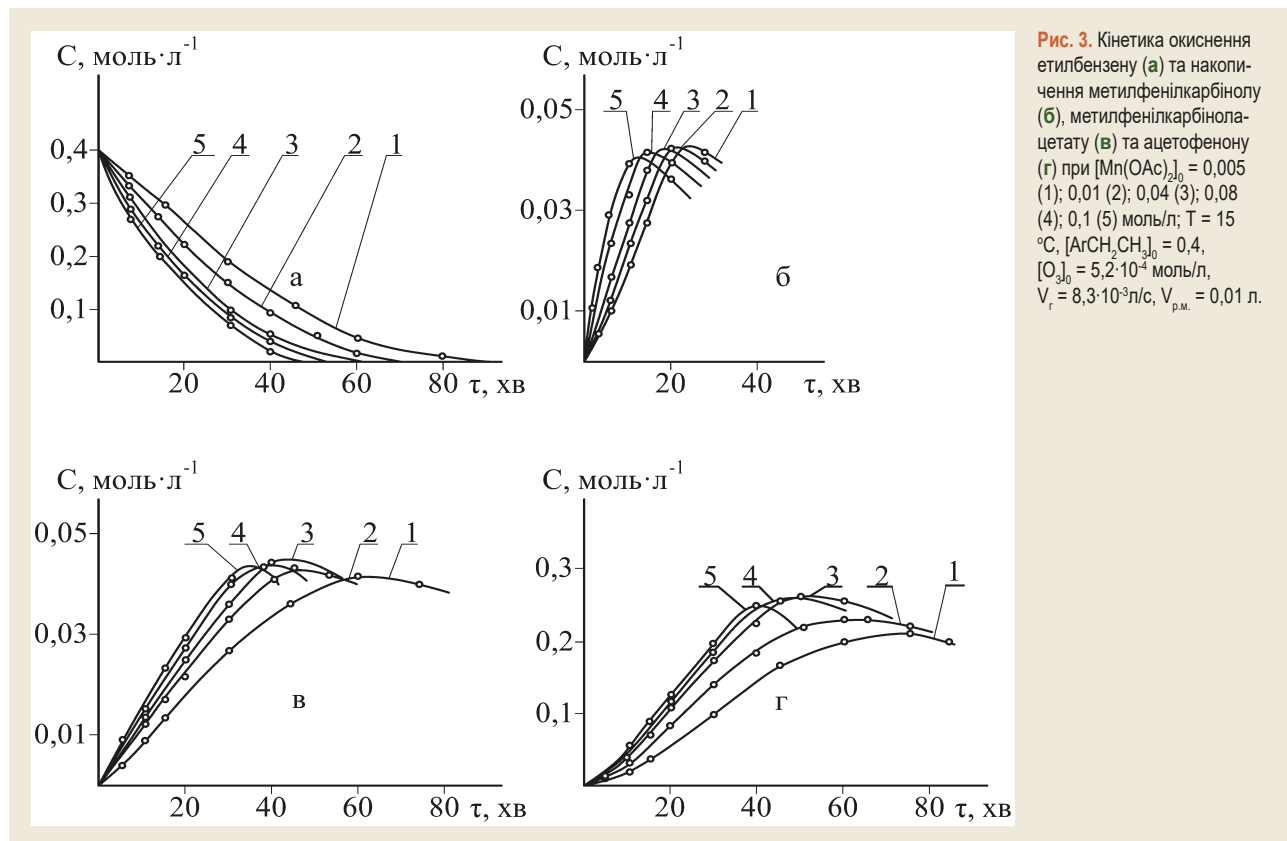 С, моль·л⁻¹
0,4
0,3
0,2
0,1
5 4 3 2 1
а
20 40 60 80 τ, хв
С, моль·л⁻¹
0,05
0,03
0,01
5 4 3 2 1
б
20 40 τ, хв
С, моль·л⁻¹
0,05
0,03
0,01
5 4 3 2 1
в
20 40 60 80 τ, хв
С, моль·л⁻¹
0,3
0,2
0,1
5 4 3 2 1
г
20 40 60 80 τ, хв
Рис. 3. Кінетика окиснення
етилбензену (а) та накопи-
чення метилфенілкарбінолу
(б), метилфенілкарбінола-
цетату (в) та ацетофенону
(г) при [Mn(OAc)₂]₀ = 0,005
(1); 0,01 (2); 0,04 (3); 0,08
(4); 0,1 (5) моль/л; T = 15
°C, [ArCH₂CH₃]₀ = 0,4,
[O₃]₀ = 5,2·10⁻⁴ моль/л,
Vг = 8,3·10⁻³л/с, Vр.м. = 0,01 л.